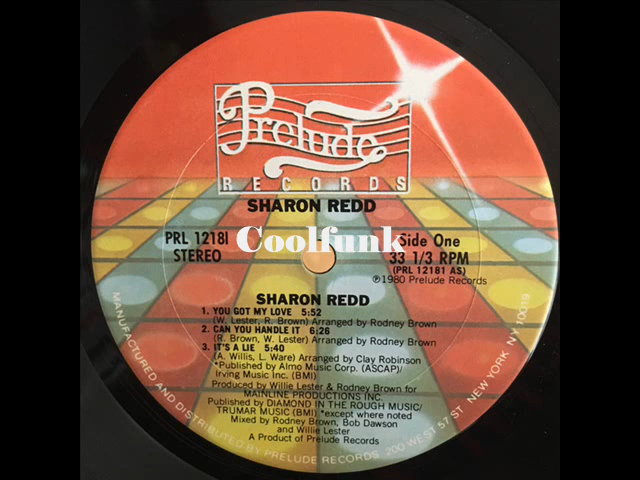 Prelude
RECORDS
SHARON REDD
PRL 12181
STEREO
Coolfunk
Side One
33 1/3 RPM
(PRL 12181 AS)
℗1980 Prelude Records
SHARON REDD
1. YOU GOT MY LOVE 5:52
(W. Lester, R. Brown) Arranged by Rodney Brown
2. CAN YOU HANDLE IT 6:26
(R. Brown, W. Lester) Arranged by Rodney Brown
3. IT'S A LIE 5:40
(A. Willis, L. Ware) Arranged by Clay Robinson
*Published by Almo Music Corp. (ASCAP)/
Irving Music Inc. (BMI)
Produced by Willie Lester & Rodney Brown for
MAINLINE PRODUCTIONS INC.
Published by DIAMOND IN THE ROUGH MUSIC/
TRUMAR MUSIC (BMI) *except where noted
Mixed by Rodney Brown, Bob Dawson
and Willie Lester
A Product of Prelude Records
MANUFACTURED AND DISTRIBUTED BY PRELUDE RECORDS 200 WEST 57 ST NEW YORK, NY 10019